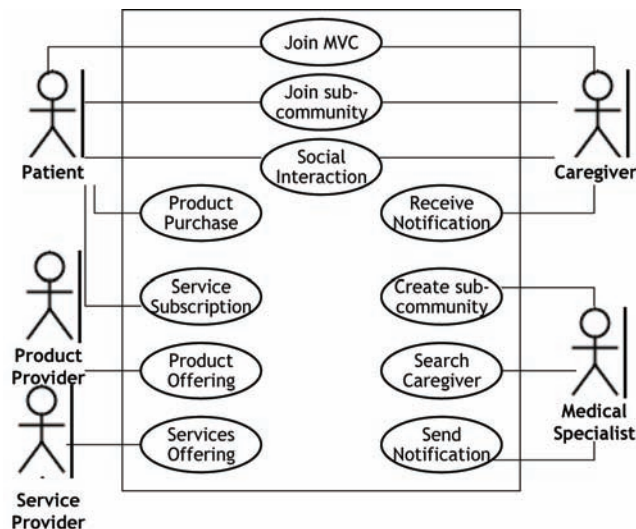 Join MVC
Join sub-
community
Social
Interaction
Patient
Caregiver
Product
Purchase
Receive
Notification
Service
Subscription
Create sub-
community
Product
Provider
Product
Offering
Search
Caregiver
Medical
Specialist
Services
Offering
Send
Notification
Service
Provider